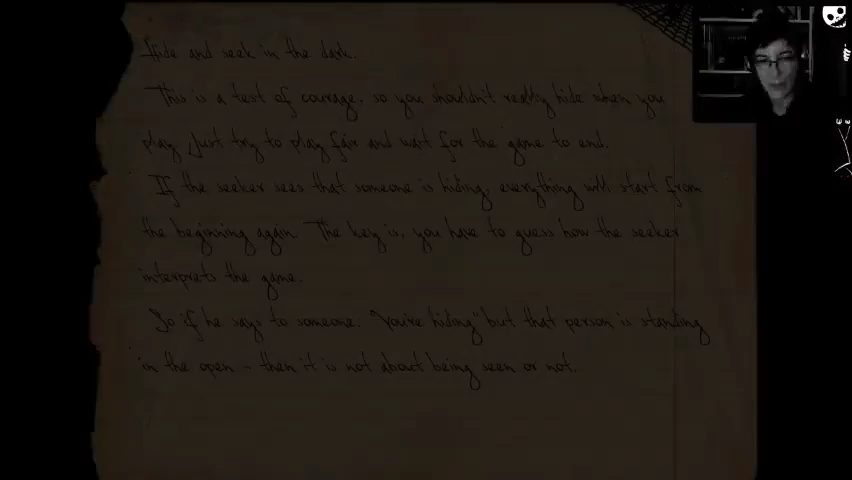 Hide and seek in the dark.
This is a test of courage, so you shouldn't really hide when you
play. Just try to play fair and wait for the game to end.
If the seeker sees that someone is hiding, everything will start from
the beginning again. The key is, you have to guess how the seeker
interprets the game.
So if he says to someone. "You're hiding" but that person is standing
in the open - then it is not about being seen or not.